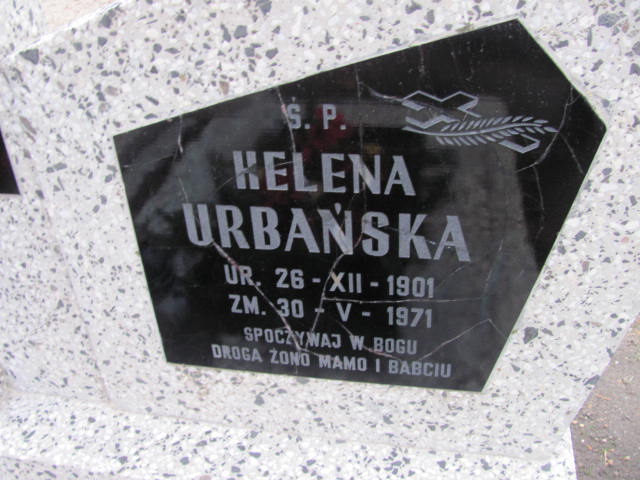 Ś. P.
HELENA
URBAŃSKA
UR. 26 - XII - 1901
ZM. 30 - V - 1971
SPOCZYWAJ W BOGU
DROGA ŻONO MAMO I BABCIU